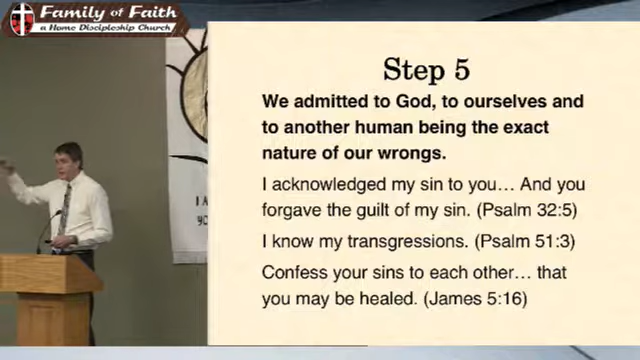 Family of Faith
a Home Discipleship Church
Step 5
We admitted to God, to ourselves and
to another human being the exact
nature of our wrongs.
I acknowledged my sin to you... And you
forgave the guilt of my sin. (Psalm 32:5)
I know my transgressions. (Psalm 51:3)
Confess your sins to each other... that
you may be healed. (James 5:16)
I A
YO